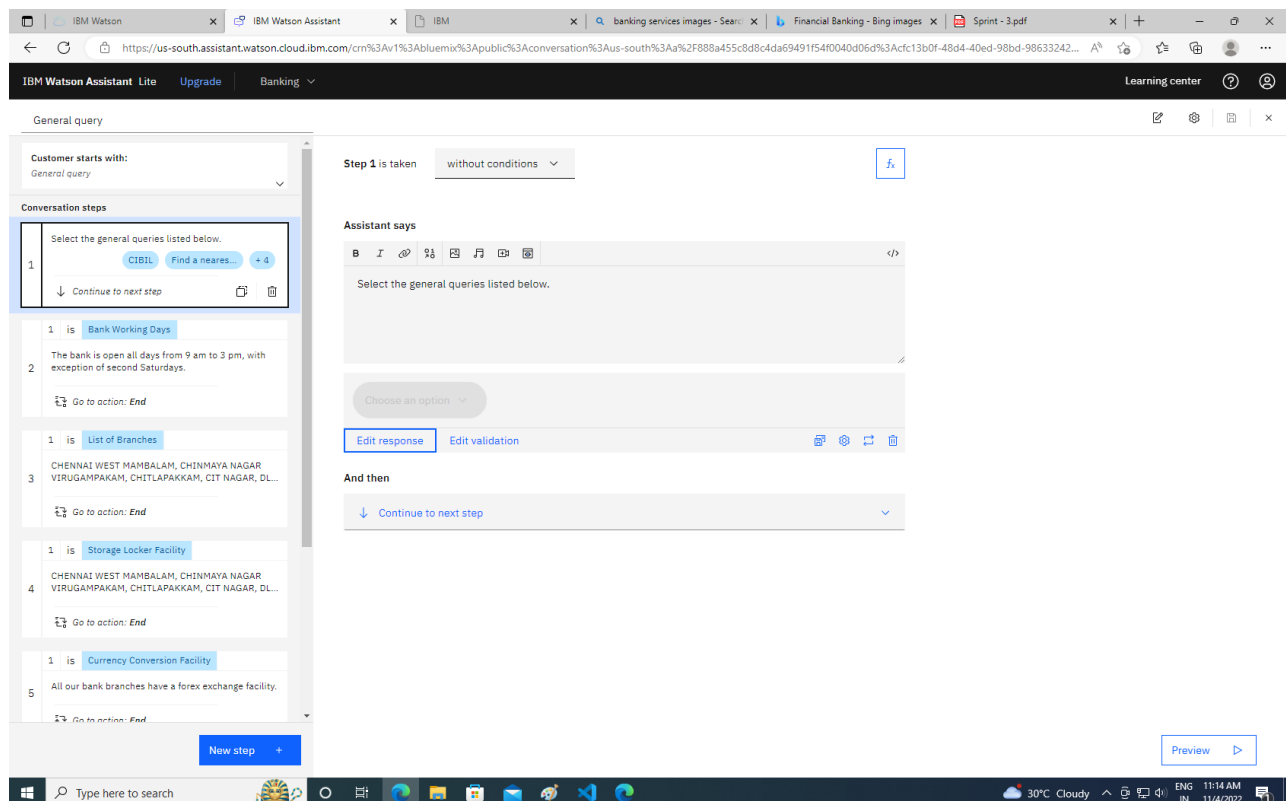 IBM Watson
IBM Watson Assistant
IBM
banking services images - Search
Financial Banking - Bing images
Sprint - 3.pdf
https://us-south.assistant.watson.cloud.ibm.com/crn%3Av1%3Abluemix%3Apublic%3Aconversation%3Aus-south%3Aa%2F888a455c8d8c4da69491f54f0040d06d%3Acfc13b0f-48d4-40ed-98bd-98633242...
IBM Watson Assistant Lite Upgrade Banking Learning center
General query
Customer starts with:
General query
Conversation steps
1
Select the general queries listed below.
CIBIL Find a neares... + 4
Continue to next step
1 is Bank Working Days
2
The bank is open all days from 9 am to 3 pm, with
exception of second Saturdays.
Go to action: End
1 is List of Branches
3
CHENNAI WEST MAMBALAM, CHINMAYA NAGAR
VIRUGAMPAKAM, CHITLAPAKKAM, CIT NAGAR, DL...
Go to action: End
1 is Storage Locker Facility
4
CHENNAI WEST MAMBALAM, CHINMAYA NAGAR
VIRUGAMPAKAM, CHITLAPAKKAM, CIT NAGAR, DL...
Go to action: End
1 is Currency Conversion Facility
5
All our bank branches have a forex exchange facility.
Go to action: End
New step +
Step 1 is taken without conditions fx
Assistant says
B I </>
Select the general queries listed below.
Choose an option
Edit response Edit validation
And then
Continue to next step
Preview
Type here to search
30°C Cloudy
ENG 11:14 AM
IN 11/4/2022